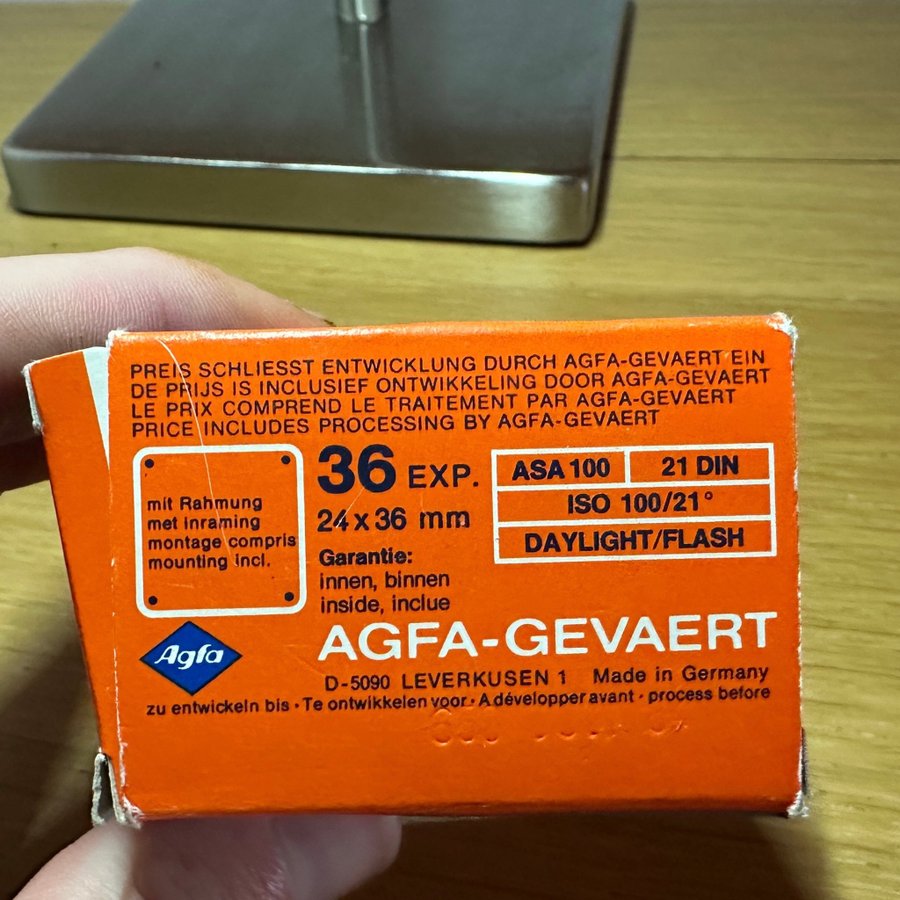 PREIS SCHLIESST ENTWICKLUNG DURCH AGFA-GEVAERT EIN
DE PRIJS IS INCLUSIEF ONTWIKKELING DOOR AGFA-GEVAERT
LE PRIX COMPREND LE TRAITEMENT PAR AGFA-GEVAERT
PRICE INCLUDES PROCESSING BY AGFA-GEVAERT
mit Rahmung
met inraming
montage compris
mounting incl.
36 EXP.
24 x 36 mm
Garantie:
innen, binnen
inside, inclue
ASA 100 21 DIN
ISO 100/21°
DAYLIGHT/FLASH
Agfa
AGFA-GEVAERT
D-5090 LEVERKUSEN 1 Made in Germany
zu entwickeln bis · Te ontwikkelen voor · A développer avant · process before